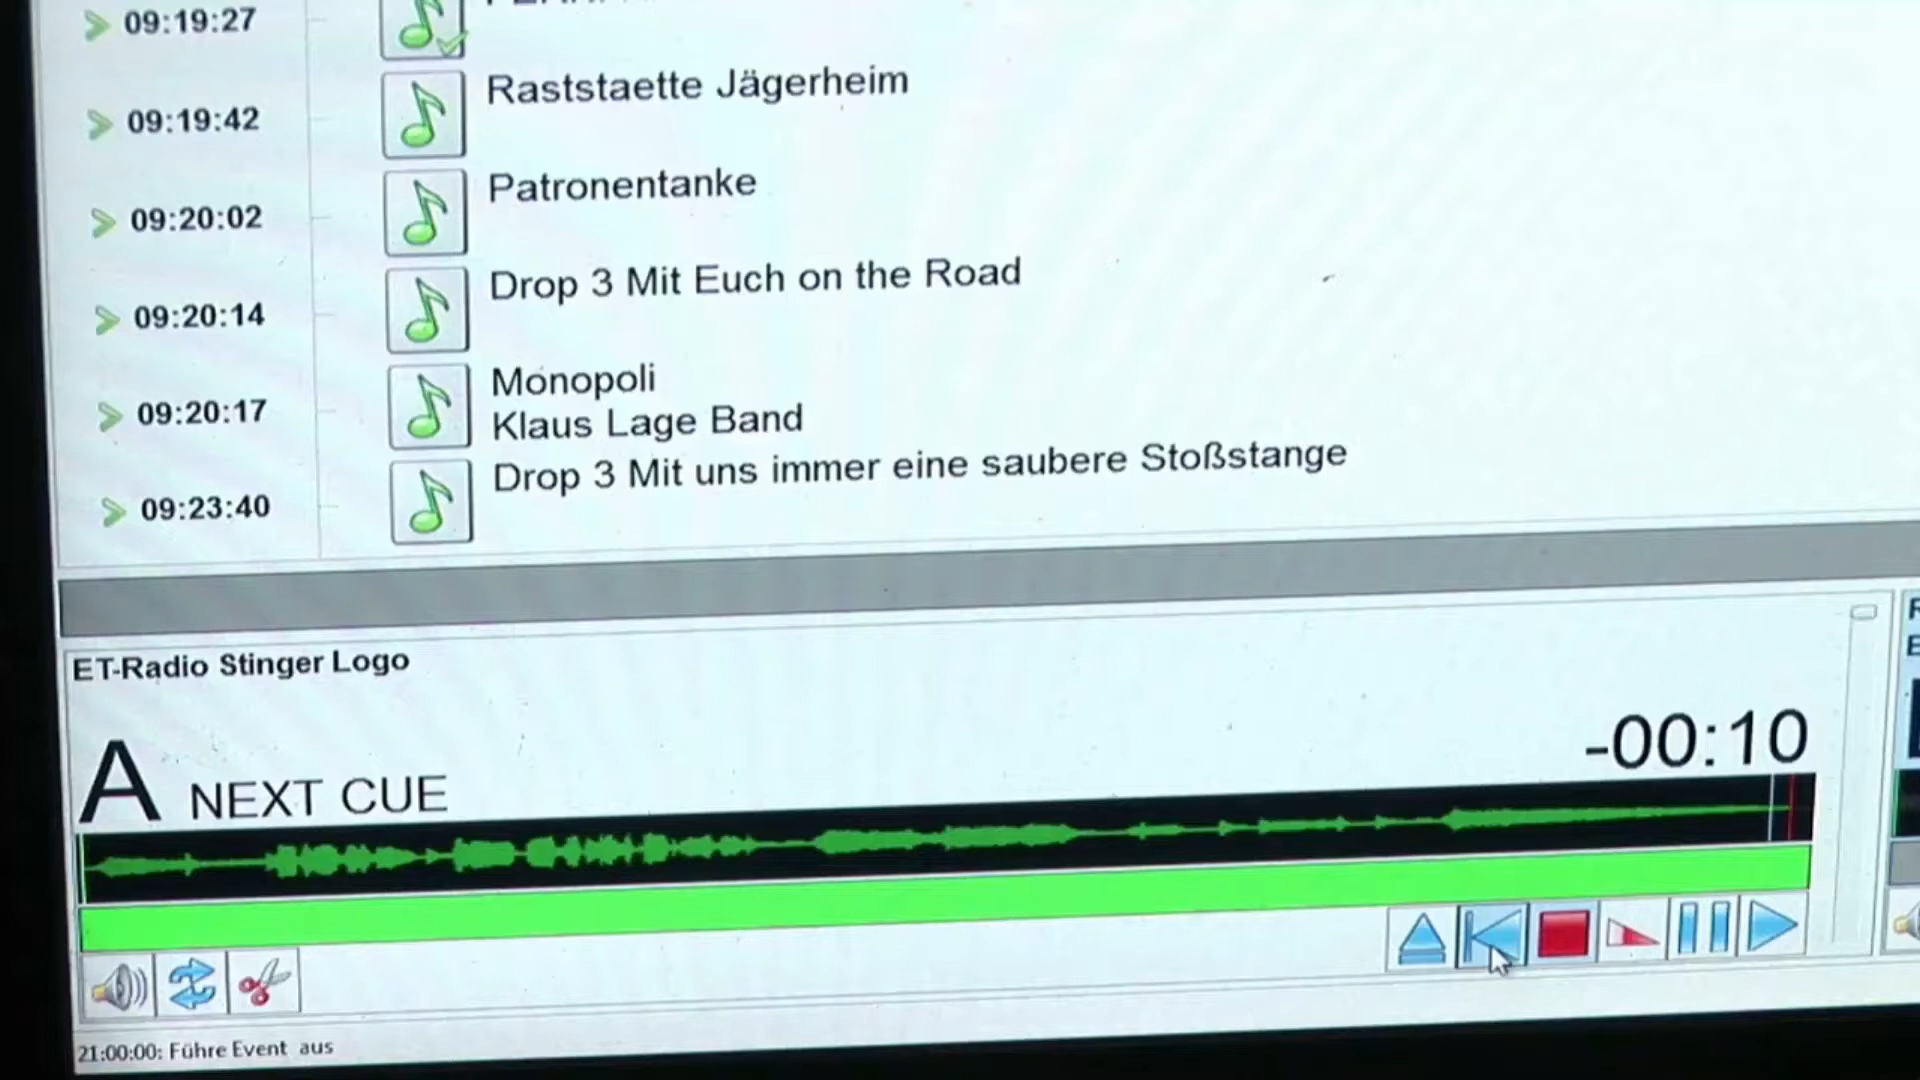 09:19:27
Raststaette Jägerheim
09:19:42
Patronentanke
09:20:02
Drop 3 Mit Euch on the Road
09:20:14
Monopoli
09:20:17
Klaus Lage Band
Drop 3 Mit uns immer eine saubere Stoßstange
09:23:40
ET-Radio Stinger Logo
-00:10
A NEXT CUE
21:00:00: Führe Event aus